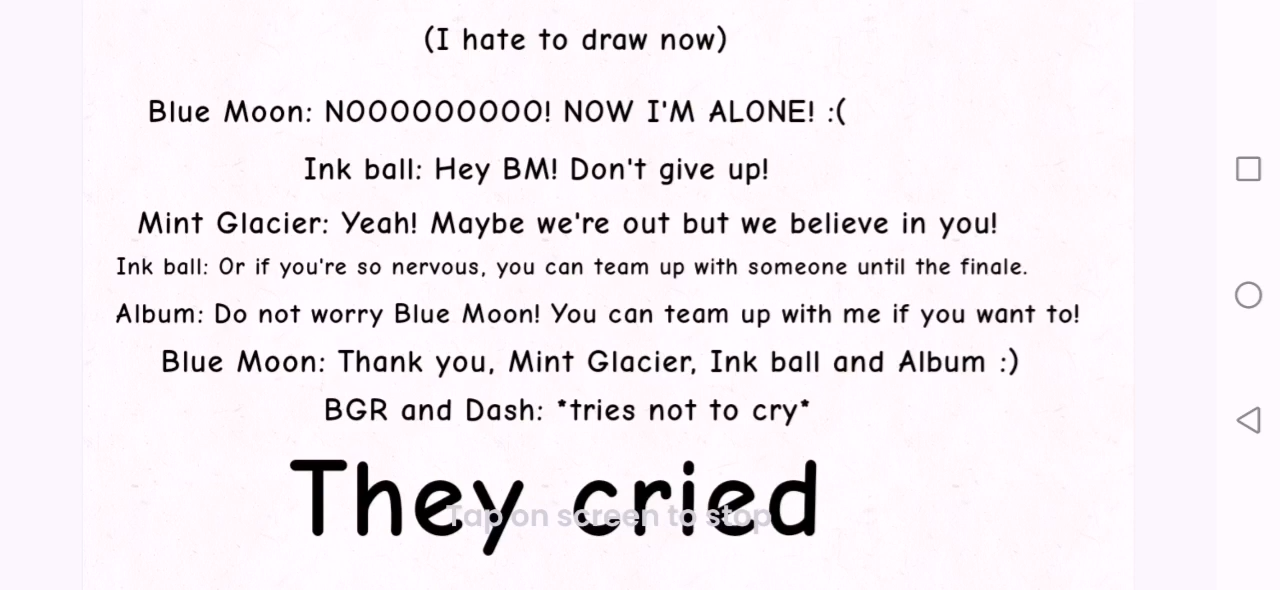 (I hate to draw now)
Blue Moon: NOOOOOOOOO! NOW I'M ALONE! :(
Ink ball: Hey BM! Don't give up!
Mint Glacier: Yeah! Maybe we're out but we believe in you!
Ink ball: Or if you're so nervous, you can team up with someone until the finale.
Album: Do not worry Blue Moon! You can team up with me if you want to!
Blue Moon: Thank you, Mint Glacier, Ink ball and Album :)
BGR and Dash: *tries not to cry*
They cried
Tap on screen to stop